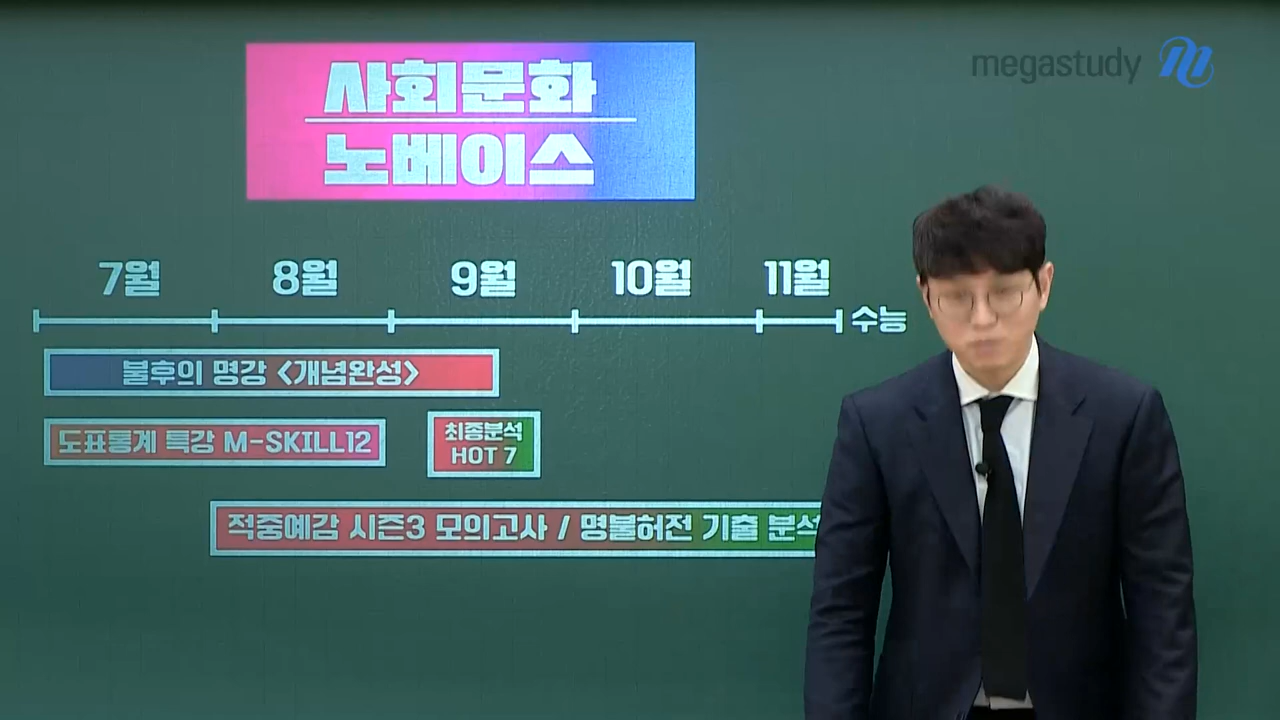 megastudy
사회문화
노베이스
7월 8월 9월 10월 11월
수능
불후의 명강 <개념완성>
도표통계 특강 M-SKILL12
최종분석
HOT 7
적중예감 시즌3 모의고사 / 명불허전 기출 분석